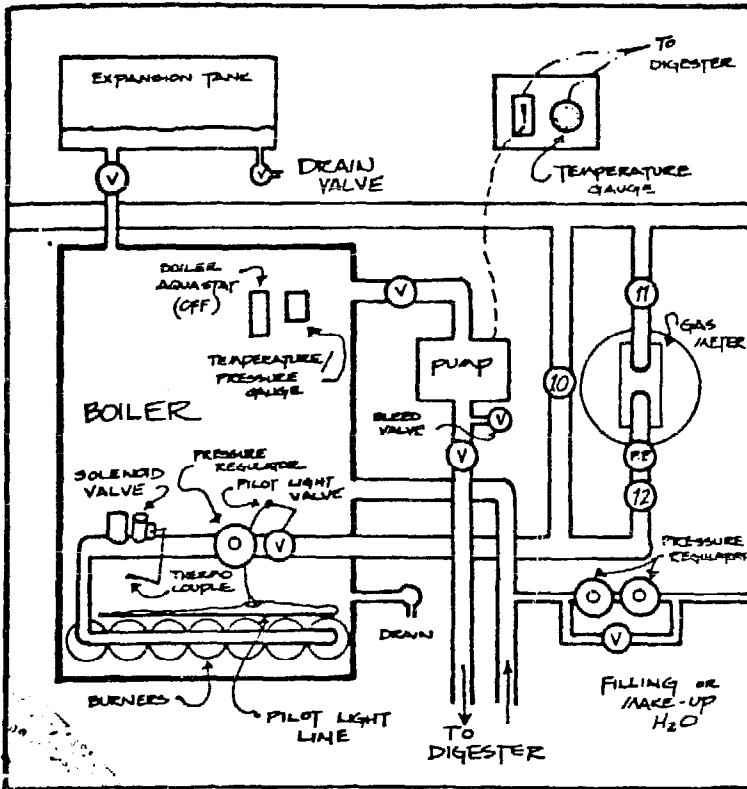 EXPANSION TANK
DRAIN
VALVE
V
V
TO
DIGESTER
TEMPERATURE
GAUGE
BOILER
AQUASTAT
(OFF)
TEMPERATURE/
PRESSURE
GAUGE
V
PUMP
BLEED
VALVE
V
V
11
GAS
METER
10
F.P
12
BOILER
SOLENOID
VALVE
PRESSURE
REGULATOR
PILOT LIGHT
VALVE
O
V
THERMO
COUPLE
DRAIN
PRESSURE
REGULATER
O
O
V
BURNERS
PILOT LIGHT
LINE
TO
DIGESTER
FILLING OR
MAKE-UP
H2O